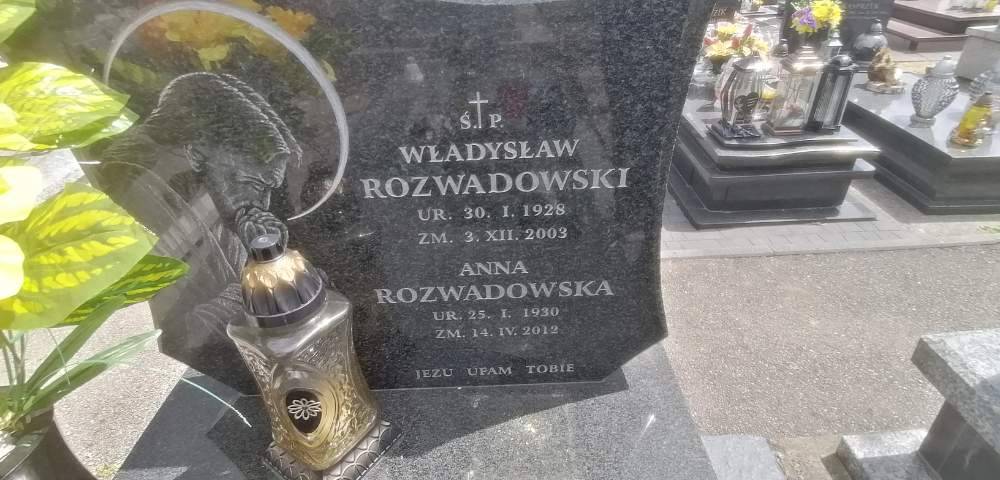 Ś. P.
WŁADYSŁAW
ROZWADOWSKI
UR. 30. I. 1928
ZM. 3. XII. 2003
ANNA
ROZWADOWSKA
UR. 25. I. 1930
ZM. 14. IV. 2012
JEZU UFAM TOBIE